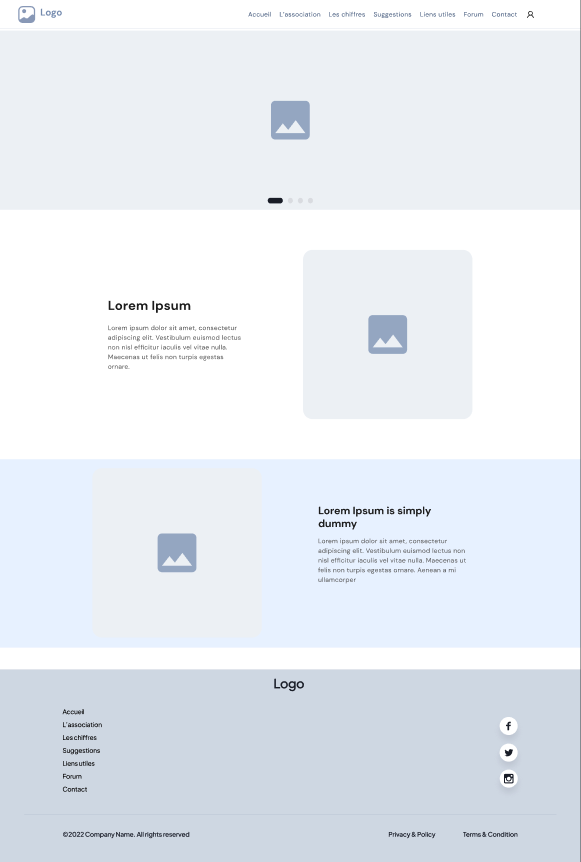 Logo
Accueil L'association Les chiffres Suggestions Liens utiles Forum Contact
Lorem Ipsum
Lorem ipsum dolor sit amet, consectetur
adipiscing elit. Vestibulum euismod lectus
non nisl efficitur iaculis vel vitae nulla.
Maecenas ut felis non turpis egestas
ornare.
Lorem Ipsum is simply
dummy
Lorem ipsum dolor sit amet, consectetur
adipiscing elit. Vestibulum euismod lectus non
nisl efficitur iaculis vel vitae nulla. Maecenas ut
felis non turpis egestas ornare. Aenean a mi
ullamcorper
Logo
Accueil
L'association
Les chiffres
Suggestions
Liens utiles
Forum
Contact
©2022 Company Name. All rights reserved Privacy & Policy Terms & Condition